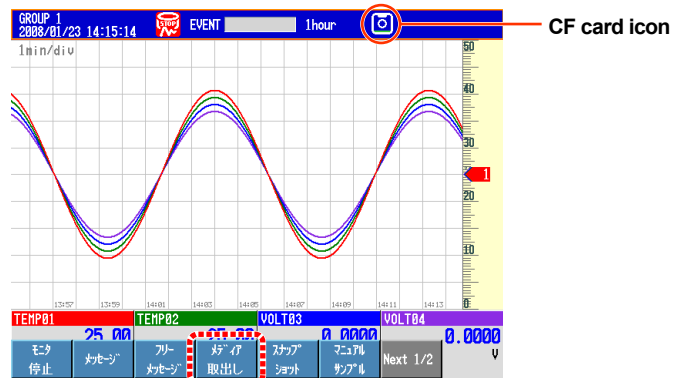 GROUP 1
2008/01/23 14:15:14
STOP
EVENT
1hour
CF card icon
1min/div
50
40
30
1
20
10
0
13:57 13:59 14:01 14:03 14:05 14:07 14:09 14:11 14:13
TEMP01 TEMP02 VOLT03 VOLT04
25.00 25.00 0.0000 0.0000
V
ﾓﾆﾀ
停止
ﾒｯｾｰｼﾞ
ﾌﾘｰ
ﾒｯｾｰｼﾞ
ﾒﾃﾞｨｱ
取出し
ｽﾅｯﾌﾟ
ｼｮｯﾄ
ﾏﾆｭｱﾙ
ｻﾝﾌﾟﾙ
Next 1/2